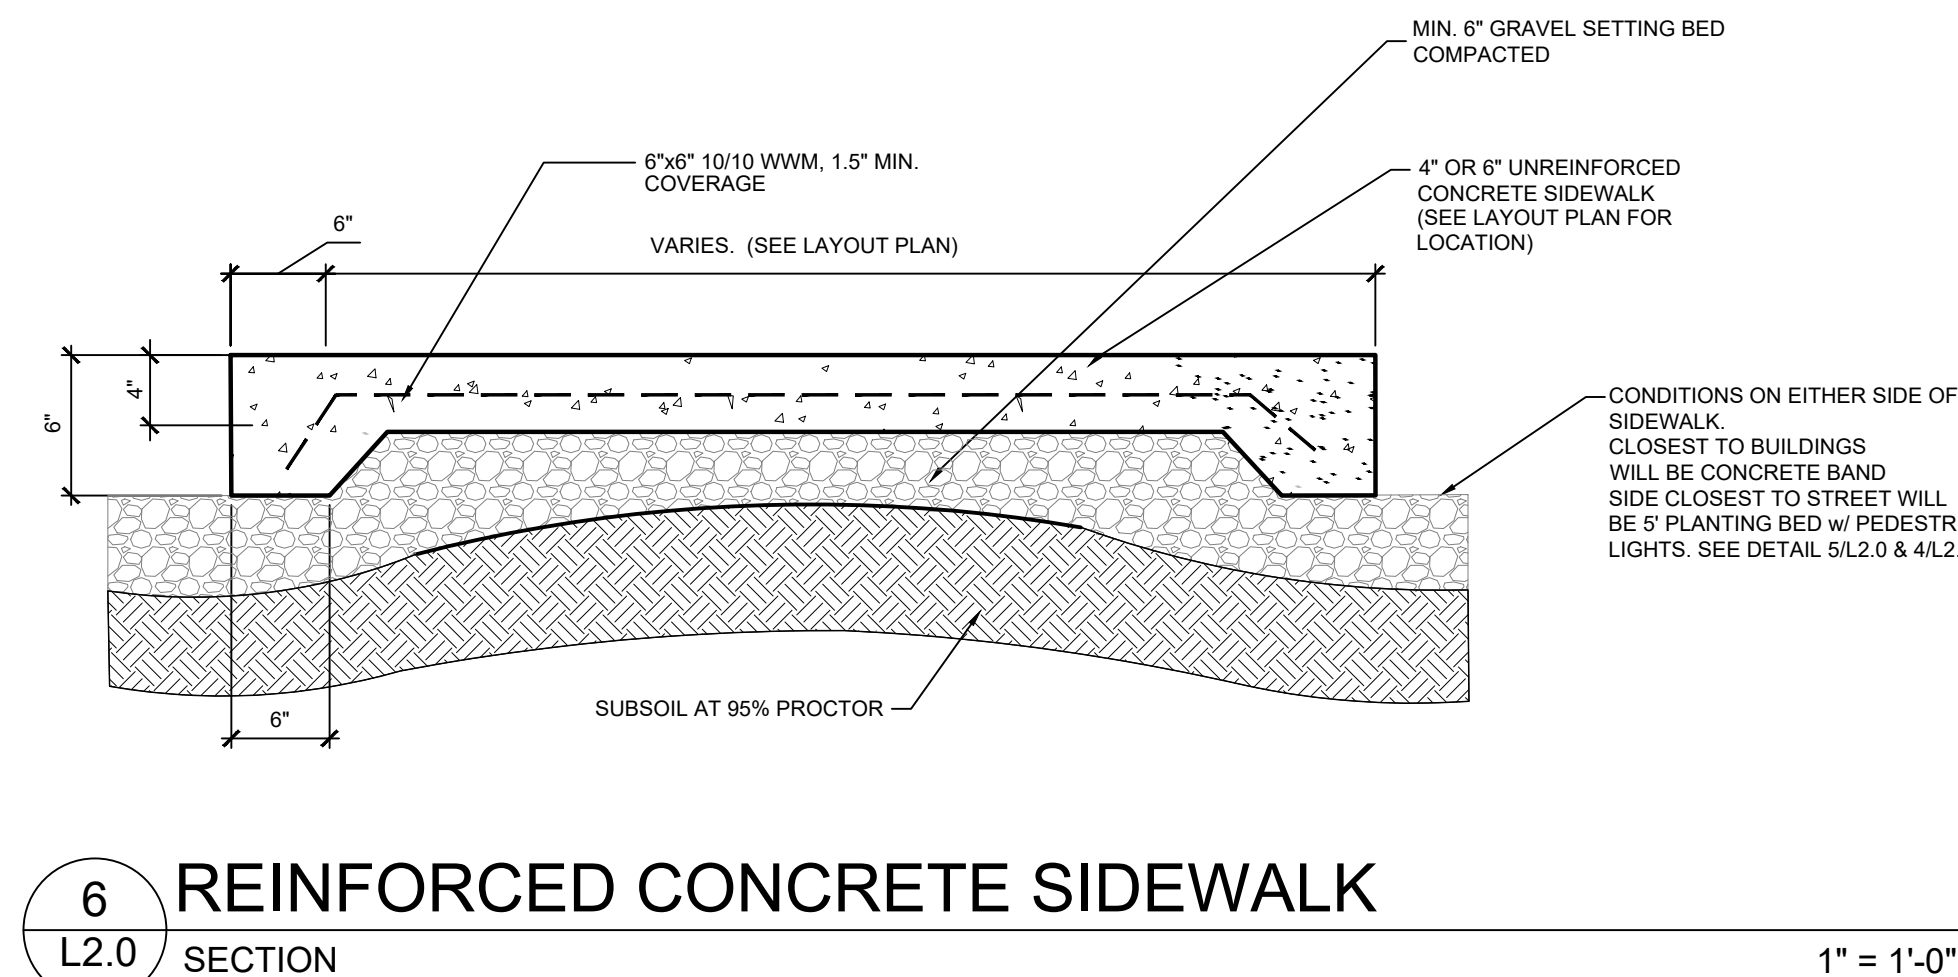 MIN. 6" GRAVEL SETTING BED
COMPACTED
6"x6" 10/10 WWM, 1.5" MIN.
COVERAGE
4" OR 6" UNREINFORCED
CONCRETE SIDEWALK
(SEE LAYOUT PLAN FOR
LOCATION)
6"
VARIES. (SEE LAYOUT PLAN)
4"
6"
CONDITIONS ON EITHER SIDE OF
SIDEWALK.
CLOSEST TO BUILDINGS
WILL BE CONCRETE BAND
SIDE CLOSEST TO STREET WILL
BE 5' PLANTING BED w/ PEDESTR
LIGHTS. SEE DETAIL 5/L2.0 & 4/L2.
SUBSOIL AT 95% PROCTOR
6"
6
L2.0
REINFORCED CONCRETE SIDEWALK
SECTION
1" = 1'-0"